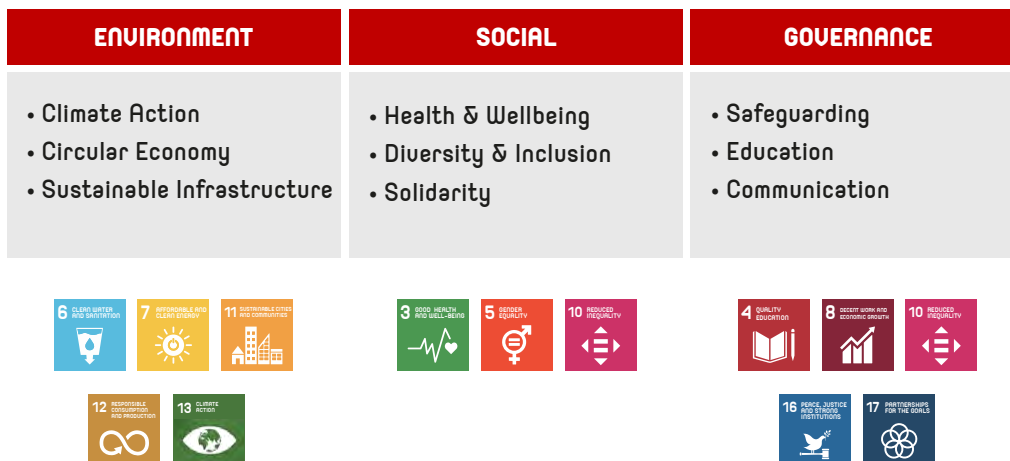 ENVIRONMENT
• Climate Action
• Circular Economy
• Sustainable Infrastructure
SOCIAL
• Health & Wellbeing
• Diversity & Inclusion
• Solidarity
GOVERNANCE
• Safeguarding
• Education
• Communication
6 CLEAN WATER
AND SANITATION
7 AFFORDABLE AND
CLEAN ENERGY
11 SUSTAINABLE CITIES
AND COMMUNITIES
12 RESPONSIBLE
CONSUMPTION
AND PRODUCTION
13 CLIMATE
ACTION
3 GOOD HEALTH
AND WELL-BEING
5 GENDER
EQUALITY
10 REDUCED
INEQUALITY
4 QUALITY
EDUCATION
8 DECENT WORK AND
ECONOMIC GROWTH
10 REDUCED
INEQUALITY
16 PEACE, JUSTICE
AND STRONG
INSTITUTIONS
17 PARTNERSHIPS
FOR THE GOALS